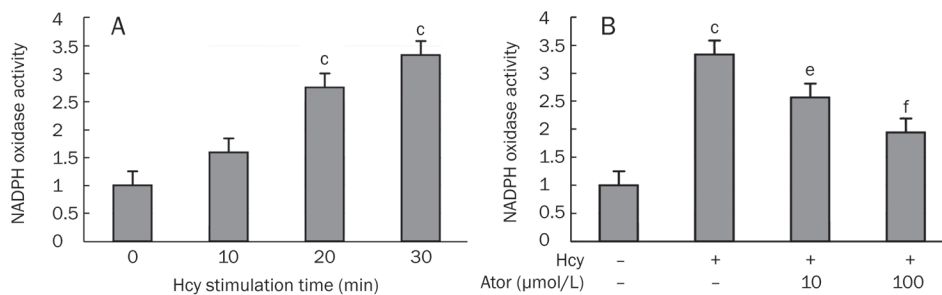 A
NADPH oxidase activity
4
3.5
3
2.5
2
1.5
1
0.5
0
c
c
0 10 20 30
Hcy stimulation time (min)
B
NADPH oxidase activity
4
3.5
3
2.5
2
1.5
1
0.5
0
c
e
f
Hcy – + + +
Ator (μmol/L) – – 10 100